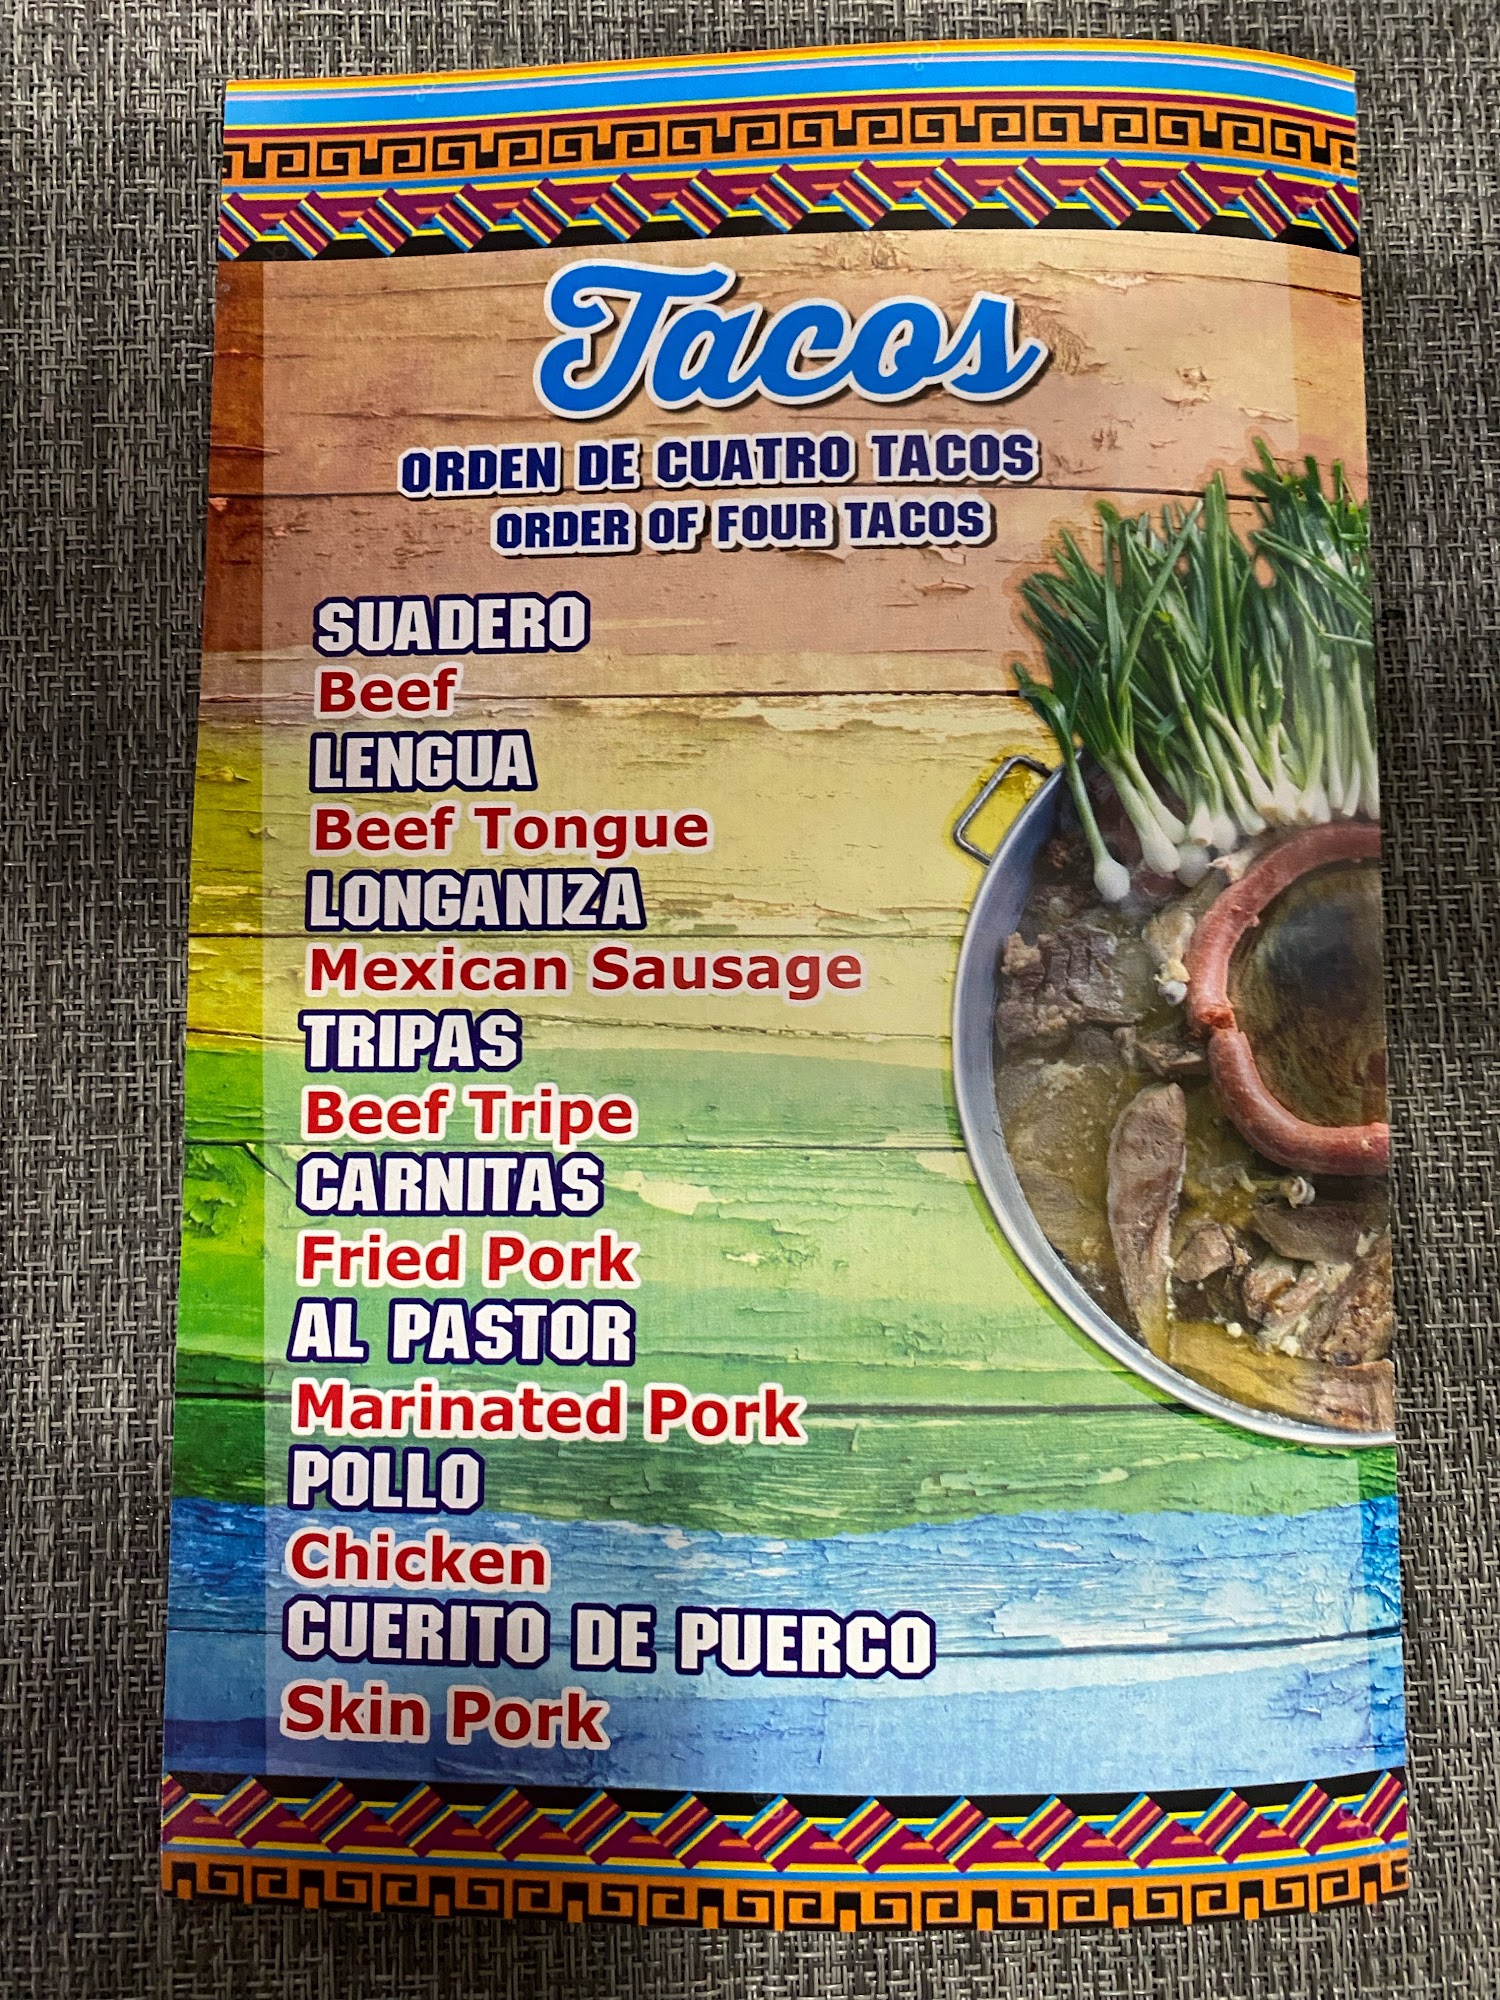 Tacos
ORDEN DE CUATRO TACOS
ORDER OF FOUR TACOS
SUADERO
Beef
LENGUA
Beef Tongue
LONGANIZA
Mexican Sausage
TRIPAS
Beef Tripe
CARNITAS
Fried Pork
AL PASTOR
Marinated Pork
POLLO
Chicken
CUERITO DE PUERCO
Skin Pork